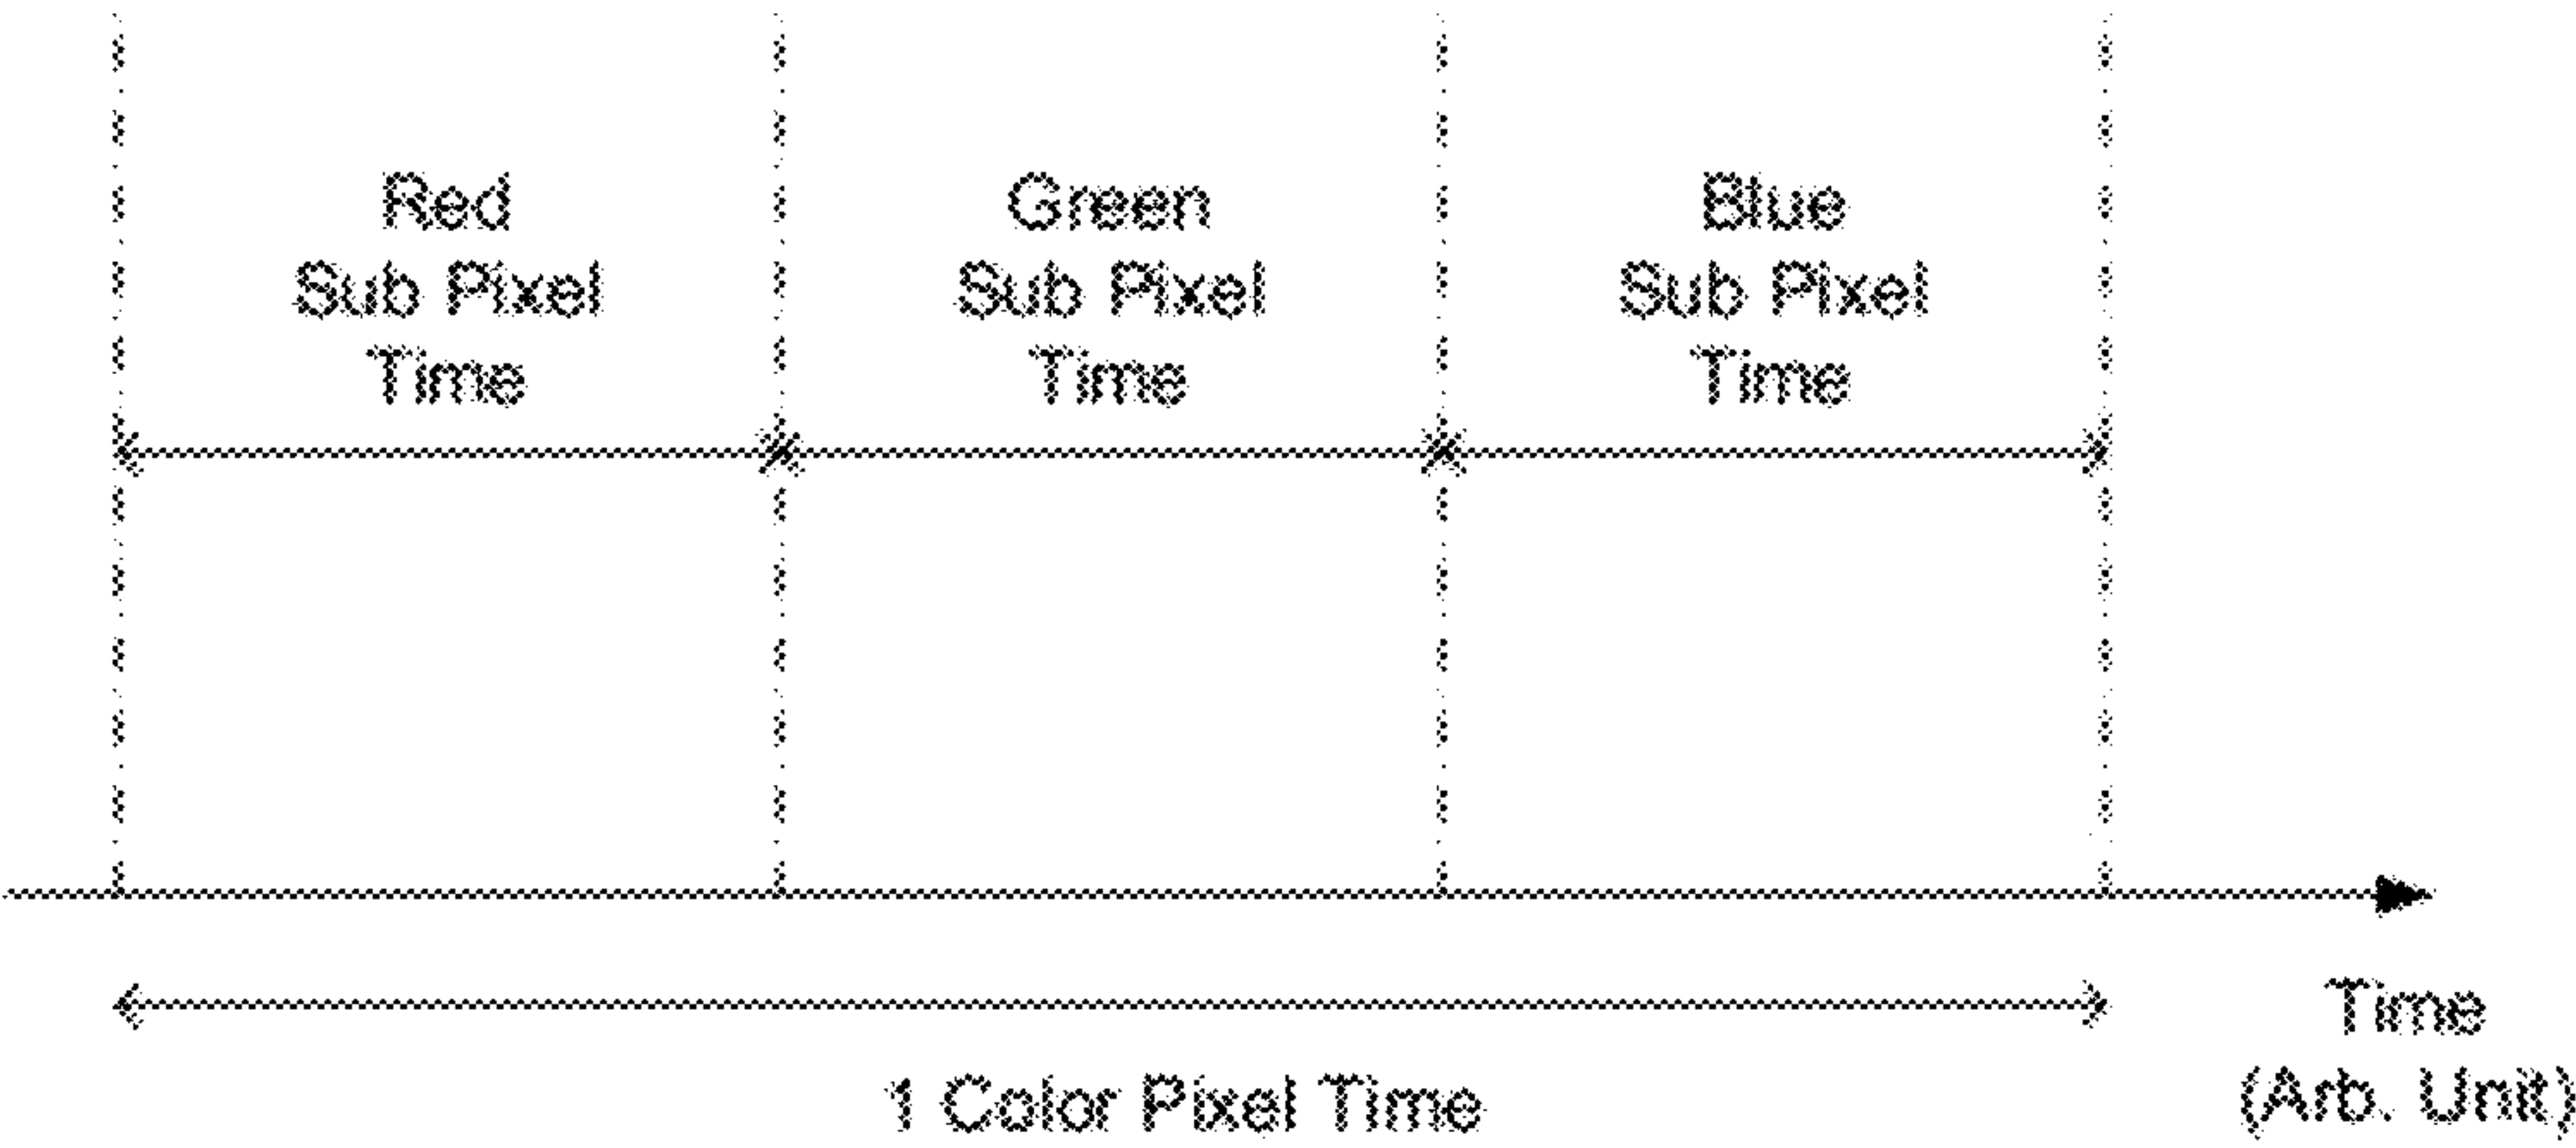 Red
Sub Pixel
Time
Green
Sub Pixel
Time
Blue
Sub Pixel
Time
1 Color Pixel Time
Time
(Arb. Unit)